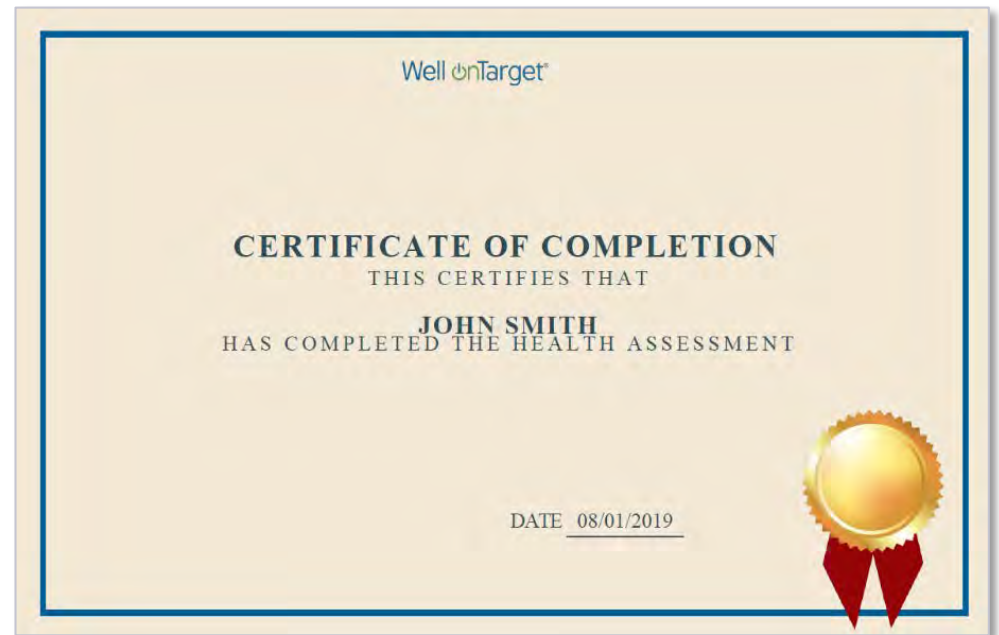 Well onTarget®
CERTIFICATE OF COMPLETION
THIS CERTIFIES THAT
JOHN SMITH
HAS COMPLETED THE HEALTH ASSESSMENT
DATE 08/01/2019